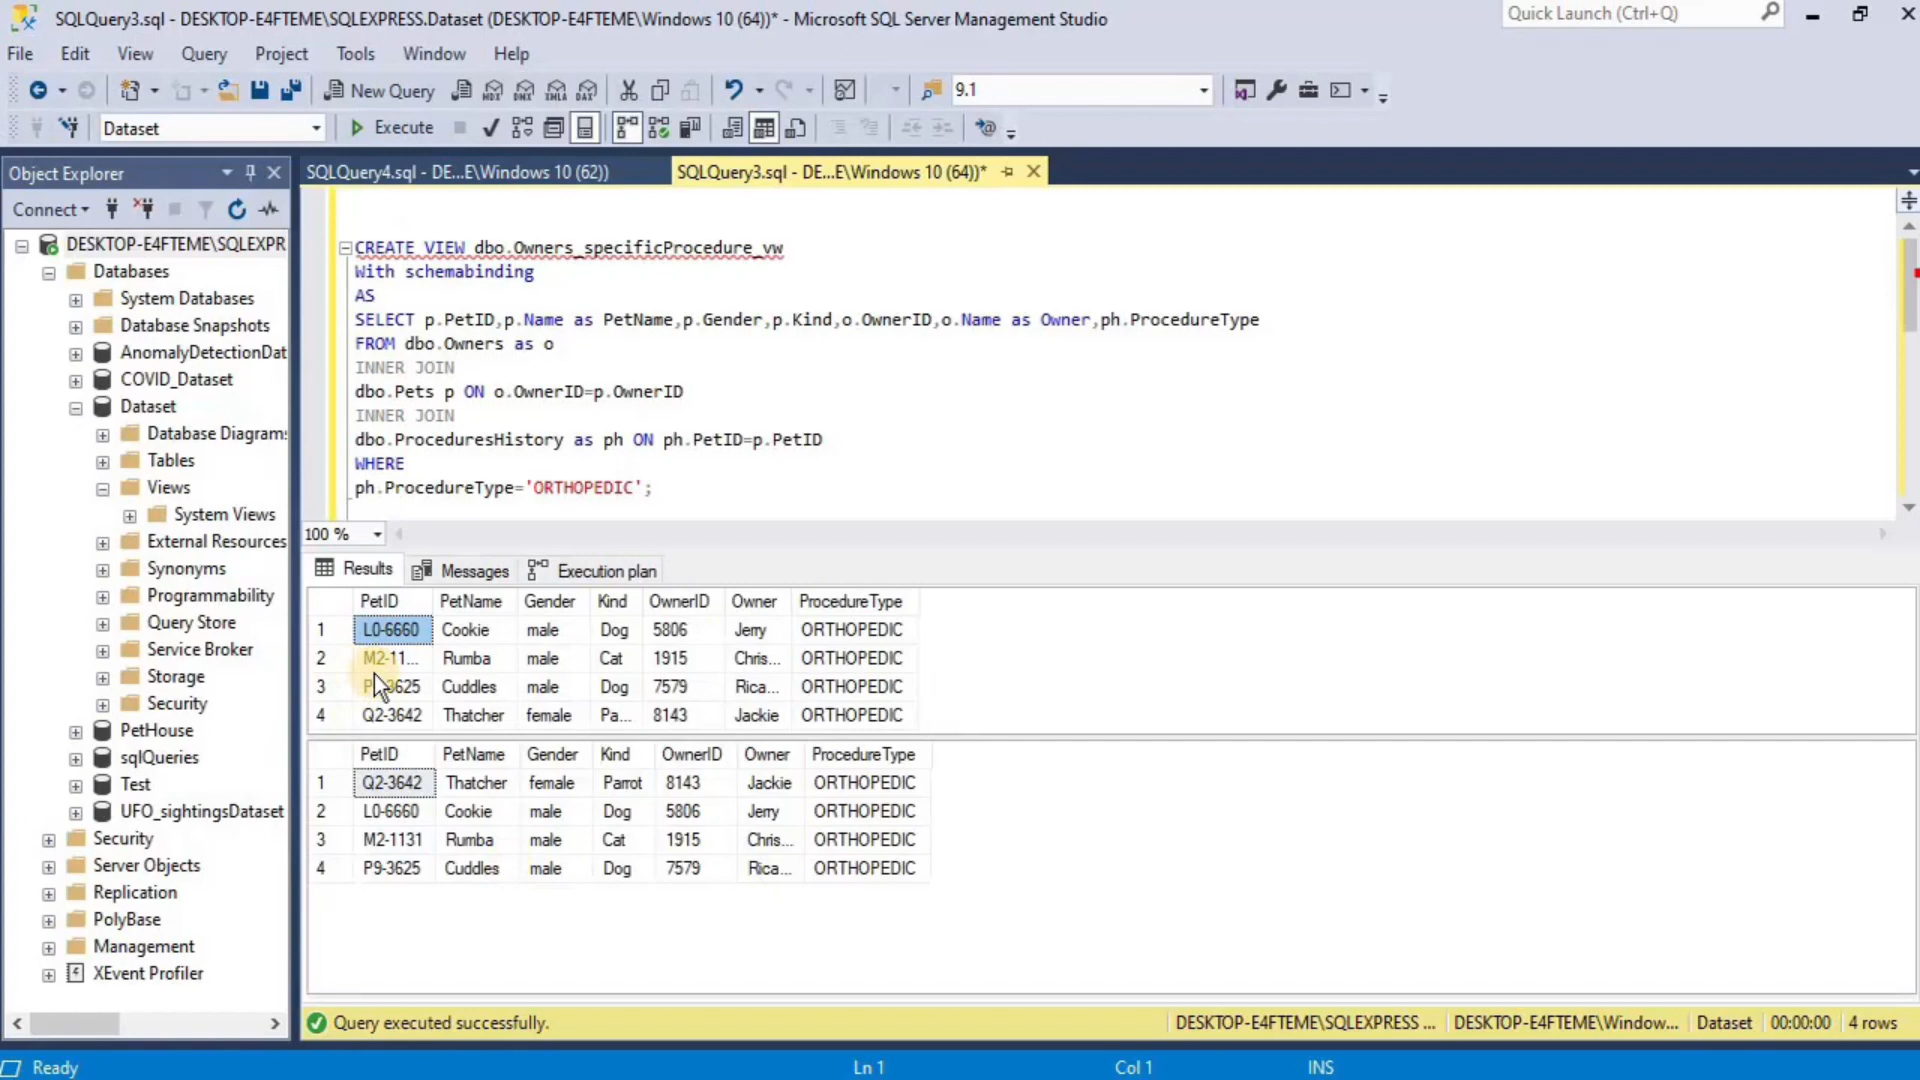 SQLQuery3.sql - DESKTOP-E4FTEME\SQLEXPRESS.Dataset (DESKTOP-E4FTEME\Windows 10 (64))* - Microsoft SQL Server Management Studio
Quick Launch (Ctrl+Q)
File Edit View Query Project Tools Window Help
New Query MDX DMX XMLA DAX 9.1
Dataset Execute
Object Explorer
SQLQuery4.sql - DE...E\Windows 10 (62))
SQLQuery3.sql - DE...E\Windows 10 (64))*
Connect
DESKTOP-E4FTEME\SQLEXPR
Databases
System Databases
Database Snapshots
AnomalyDetectionDat
COVID_Dataset
Dataset
Database Diagrams
Tables
Views
System Views
External Resources
Synonyms
Programmability
Query Store
Service Broker
Storage
Security
PetHouse
sqlQueries
Test
UFO_sightingsDataset
Security
Server Objects
Replication
PolyBase
Management
XEvent Profiler
CREATE VIEW dbo.Owners_specificProcedure_vw
With schemabinding
AS
SELECT p.PetID,p.Name as PetName,p.Gender,p.Kind,o.OwnerID,o.Name as Owner,ph.ProcedureType
FROM dbo.Owners as o
INNER JOIN
dbo.Pets p ON o.OwnerID=p.OwnerID
INNER JOIN
dbo.ProceduresHistory as ph ON ph.PetID=p.PetID
WHERE
ph.ProcedureType='ORTHOPEDIC';
100 %
Results Messages Execution plan
PetID PetName Gender Kind OwnerID Owner ProcedureType
1 L0-6660 Cookie male Dog 5806 Jerry ORTHOPEDIC
2 M2-11... Rumba male Cat 1915 Chris... ORTHOPEDIC
3 3625 Cuddles male Dog 7579 Rica... ORTHOPEDIC
4 Q2-3642 Thatcher female Pa... 8143 Jackie ORTHOPEDIC
PetID PetName Gender Kind OwnerID Owner ProcedureType
1 Q2-3642 Thatcher female Parrot 8143 Jackie ORTHOPEDIC
2 L0-6660 Cookie male Dog 5806 Jerry ORTHOPEDIC
3 M2-1131 Rumba male Cat 1915 Chris... ORTHOPEDIC
4 P9-3625 Cuddles male Dog 7579 Rica... ORTHOPEDIC
Query executed successfully. DESKTOP-E4FTEME\SQLEXPRESS ... DESKTOP-E4FTEME\Window... Dataset 00:00:00 4 rows
Ready Ln 1 Col 1 INS